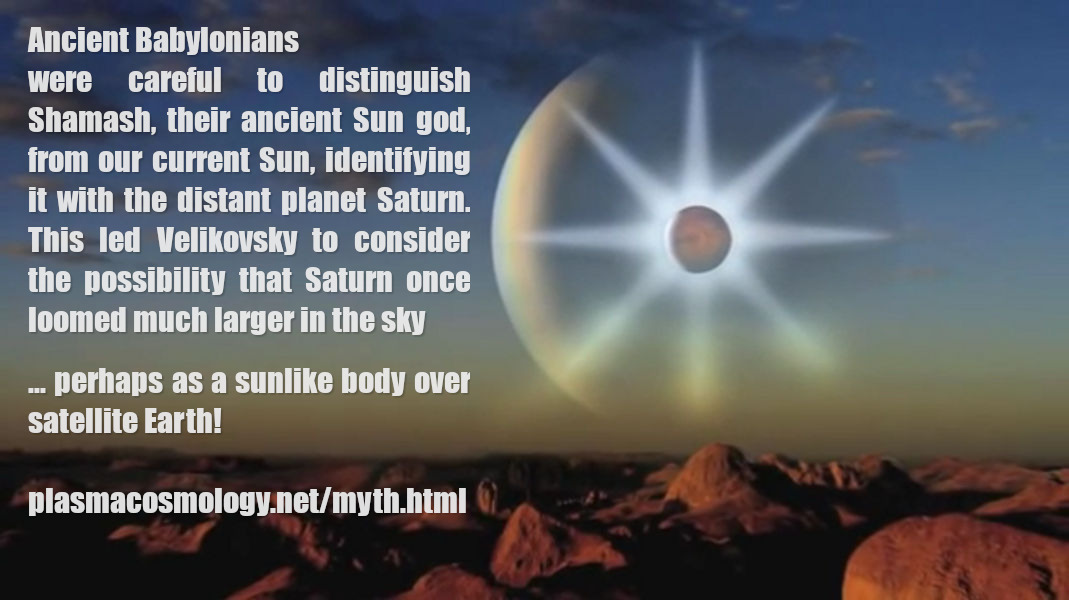 Ancient Babylonians
were careful to distinguish
Shamash, their ancient Sun god,
from our current Sun, identifying
it with the distant planet Saturn.
This led Velikovsky to consider
the possibility that Saturn once
loomed much larger in the sky
... perhaps as a sunlike body over
satellite Earth!
plasmacosmology.net/myth.html